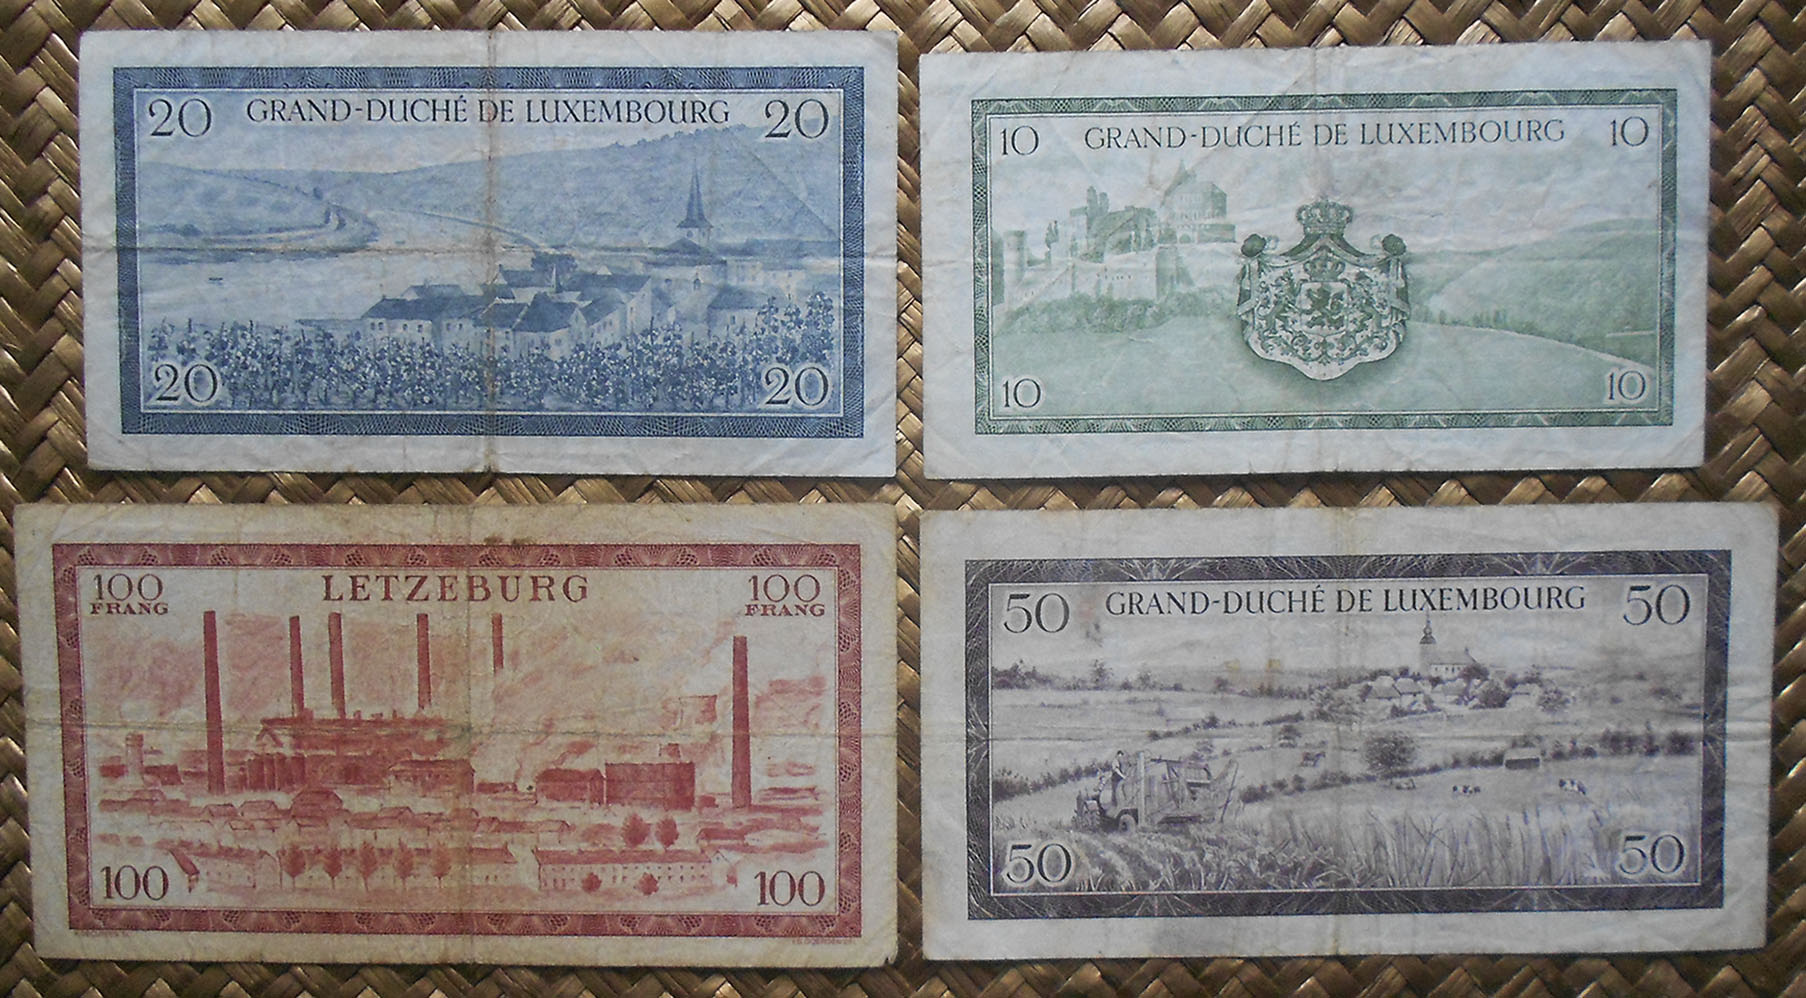 20 GRAND-DUCHÉ DE LUXEMBOURG 20
20 20
10 GRAND-DUCHÉ DE LUXEMBOURG 10
10 10
100 LETZEBURG 100
FRANG FRANG
100 100
50 GRAND-DUCHÉ DE LUXEMBOURG 50
50 50